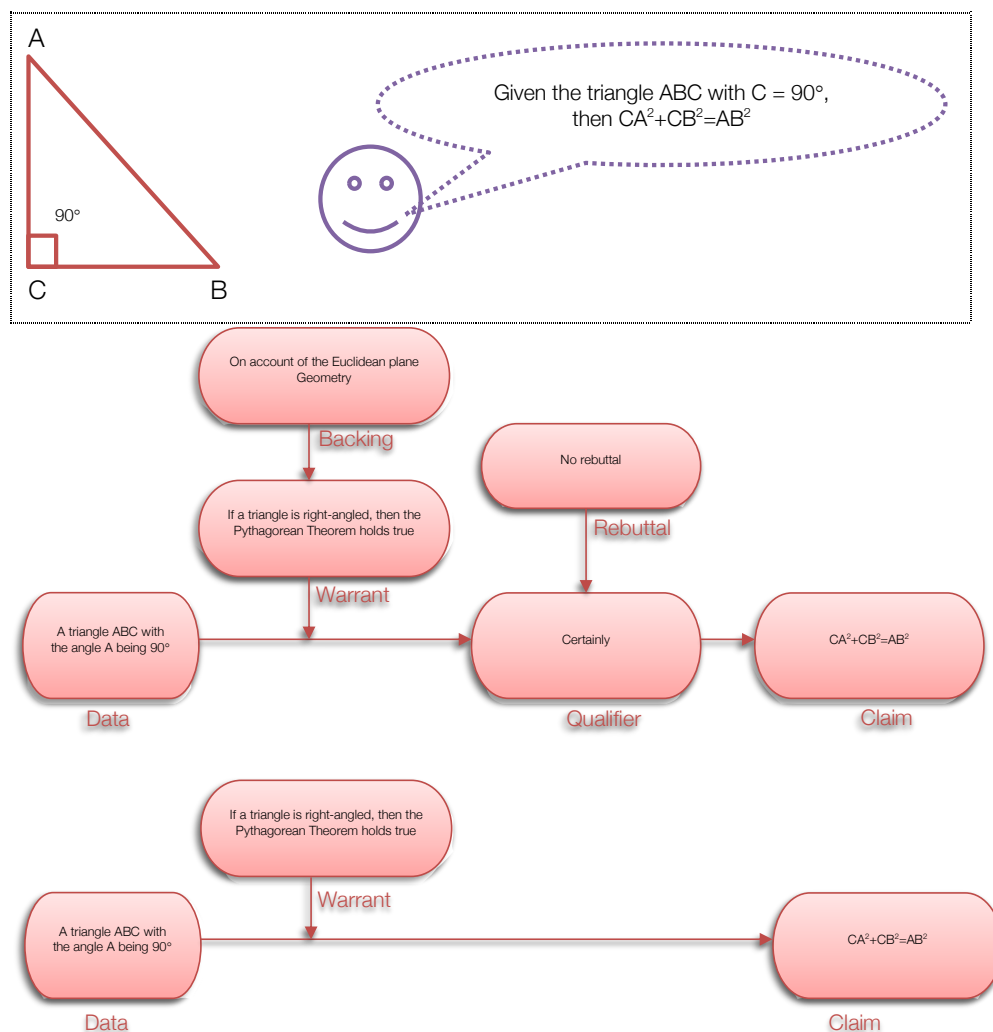 A
90°
C
B
Given the triangle ABC with C = 90°,
then CA²+CB²=AB²
On account of the Euclidean plane
Geometry
Backing
No rebuttal
Rebuttal
If a triangle is right-angled, then the
Pythagorean Theorem holds true
Warrant
A triangle ABC with
the angle A being 90°
Data
Certainly
Qualifier
CA²+CB²=AB²
Claim
If a triangle is right-angled, then the
Pythagorean Theorem holds true
Warrant
A triangle ABC with
the angle A being 90°
Data
CA²+CB²=AB²
Claim